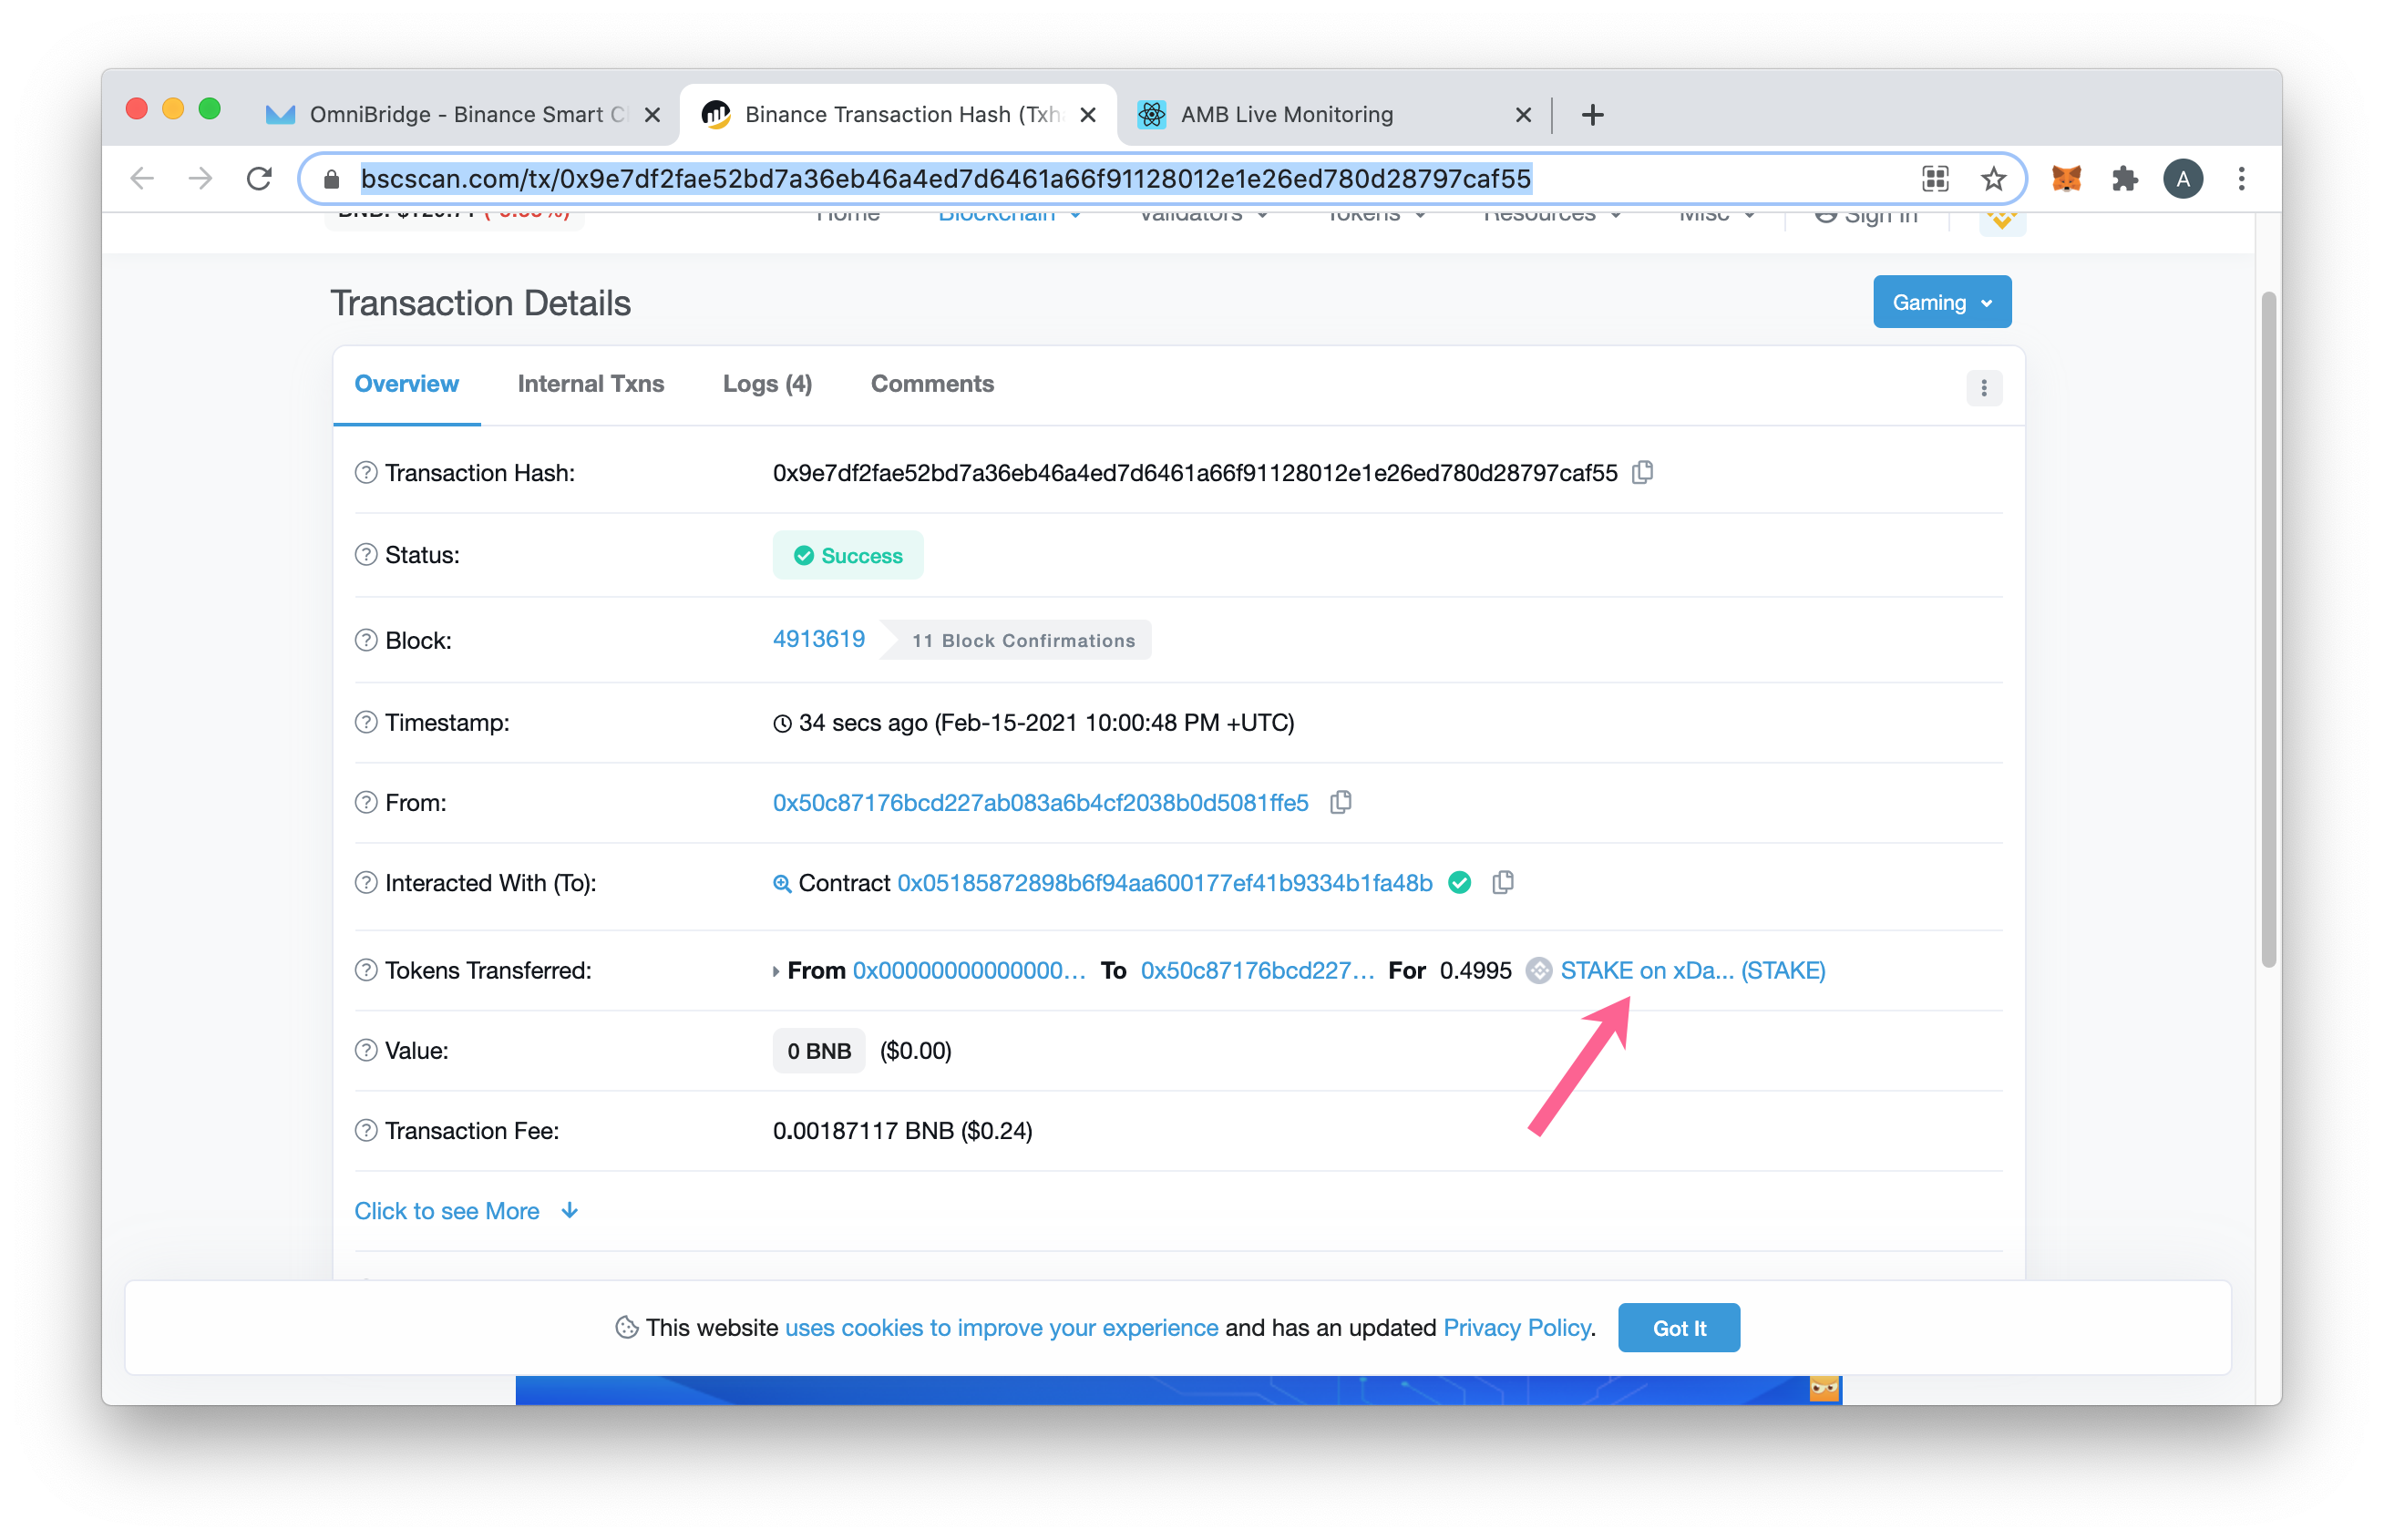 OmniBridge - Binance Smart C
Binance Transaction Hash (Txha
AMB Live Monitoring
bscscan.com/tx/0x9e7df2fae52bd7a36eb46a4ed7d6461a66f91128012e1e26ed780d28797caf55
A
Home Blockchain Validators Tokens Resources Misc Sign In
Transaction Details
Gaming
Overview Internal Txns Logs (4) Comments
Transaction Hash: 0x9e7df2fae52bd7a36eb46a4ed7d6461a66f91128012e1e26ed780d28797caf55
Status: Success
Block: 4913619 11 Block Confirmations
Timestamp: 34 secs ago (Feb-15-2021 10:00:48 PM +UTC)
From: 0x50c87176bcd227ab083a6b4cf2038b0d5081ffe5
Interacted With (To): Contract 0x05185872898b6f94aa600177ef41b9334b1fa48b
Tokens Transferred: From 0x00000000000000... To 0x50c87176bcd227... For 0.4995 STAKE on xDa... (STAKE)
Value: 0 BNB ($0.00)
Transaction Fee: 0.00187117 BNB ($0.24)
Click to see More
This website uses cookies to improve your experience and has an updated Privacy Policy. Got It